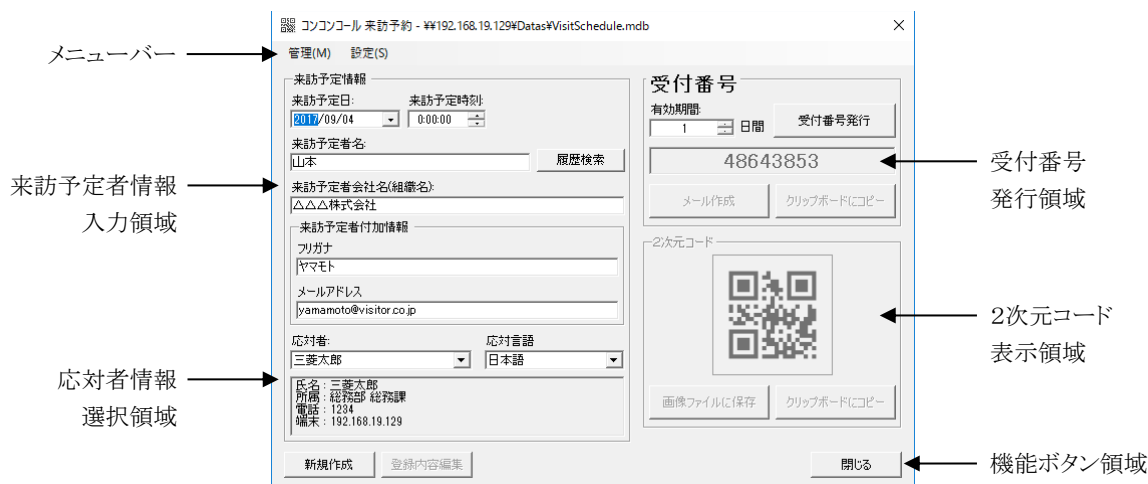 コンコンコール 来訪予約 - ¥¥192.168.19.129¥Datas¥VisitSchedule.mdb
メニューバー
管理(M) 設定(S)
来訪予定者情報
入力領域
来訪予定情報
来訪予定日: 来訪予定時刻:
2017/09/04 0:00:00
来訪予定者名:
山本 履歴検索
来訪予定者会社名(組織名):
△△△株式会社
来訪予定者付加情報
フリガナ
ヤマモト
メールアドレス
yamamoto@visitor.co.jp
応対者情報
選択領域
応対者: 応対言語
三菱太郎 日本語
氏名 : 三菱太郎
所属 : 総務部 総務課
電話 : 1234
端末 : 192.168.19.129
新規作成 登録内容編集
受付番号
有効期間:
1 日間 受付番号発行
48643853
メール作成 クリップボードにコピー
受付番号
発行領域
2次元コード
画像ファイルに保存 クリップボードにコピー
2次元コード
表示領域
閉じる
機能ボタン領域